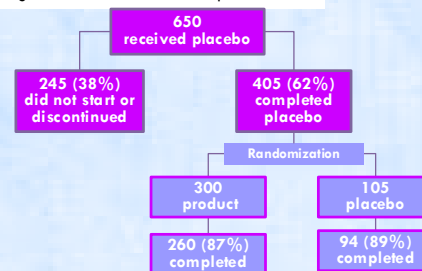 650
received placebo
245 (38%)
did not start or
discontinued
405 (62%)
completed
placebo
Randomization
300
product
105
placebo
260 (87%)
completed
94 (89%)
completed